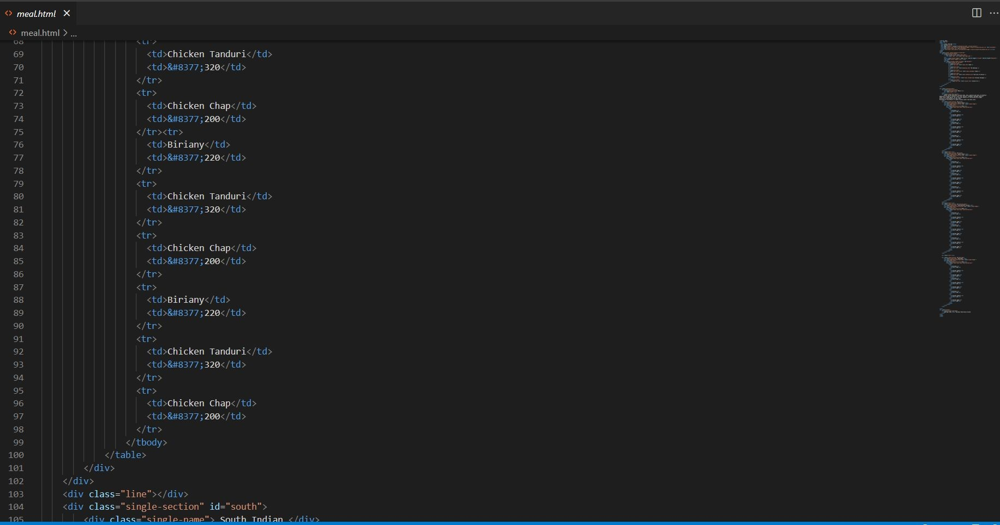 meal.html
meal.html > ...
68 <tr>
69 <td>Chicken Tanduri</td>
70 <td>&#8377;320</td>
71 </tr>
72 <tr>
73 <td>Chicken Chap</td>
74 <td>&#8377;200</td>
75 </tr><tr>
76 <td>Biriany</td>
77 <td>&#8377;220</td>
78 </tr>
79 <tr>
80 <td>Chicken Tanduri</td>
81 <td>&#8377;320</td>
82 </tr>
83 <tr>
84 <td>Chicken Chap</td>
85 <td>&#8377;200</td>
86 </tr>
87 <tr>
88 <td>Biriany</td>
89 <td>&#8377;220</td>
90 </tr>
91 <tr>
92 <td>Chicken Tanduri</td>
93 <td>&#8377;320</td>
94 </tr>
95 <tr>
96 <td>Chicken Chap</td>
97 <td>&#8377;200</td>
98 </tr>
99 </tbody>
100 </table>
101 </div>
102 </div>
103 <div class="line"></div>
104 <div class="single-section" id="south">
105 <div class="single-name"> South Indian </div>